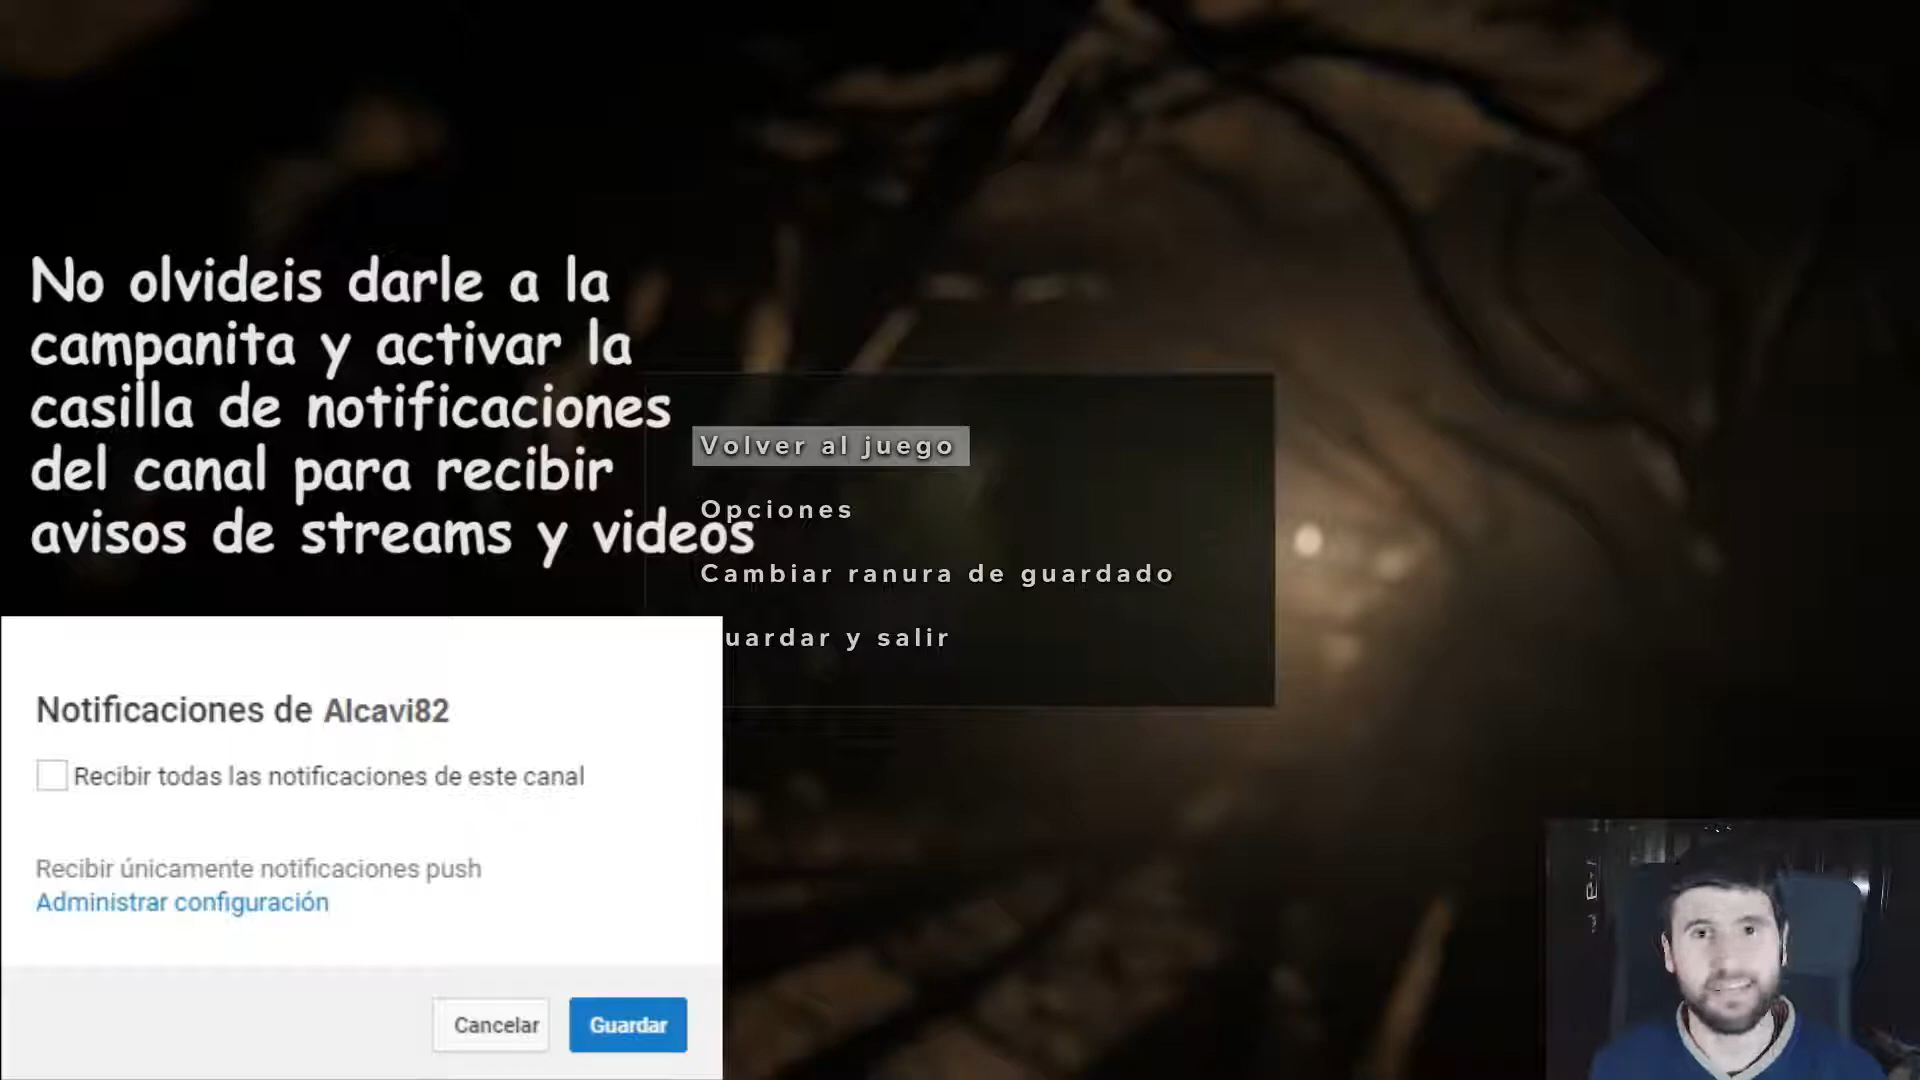 No olvideis darle a la
campanita y activar la
casilla de notificaciones
del canal para recibir
avisos de streams y videos
Volver al juego
Opciones
Cambiar ranura de guardado
uardar y salir
Notificaciones de Alcavi82
Recibir todas las notificaciones de este canal
Recibir únicamente notificaciones push
Administrar configuración
Cancelar
Guardar